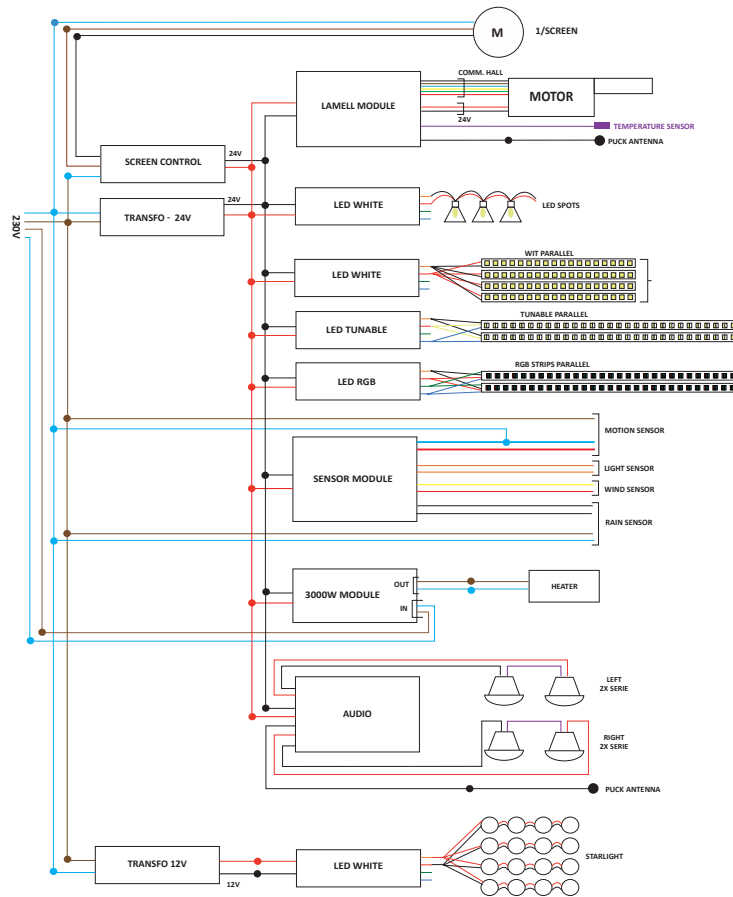 M
1/SCREEN
COMM. HALL
LAMELL MODULE
MOTOR
24V
TEMPERATURE SENSOR
PUCK ANTENNA
24V
SCREEN CONTROL
24V
TRANSFO - 24V
230V
LED WHITE
LED SPOTS
WIT PARALLEL
LED WHITE
TUNABLE PARALLEL
LED TUNABLE
RGB STRIPS PARALLEL
LED RGB
MOTION SENSOR
SENSOR MODULE
LIGHT SENSOR
WIND SENSOR
RAIN SENSOR
OUT
3000W MODULE
IN
HEATER
LEFT
2X SERIE
AUDIO
RIGHT
2X SERIE
PUCK ANTENNA
TRANSFO 12V
12V
LED WHITE
STARLIGHT